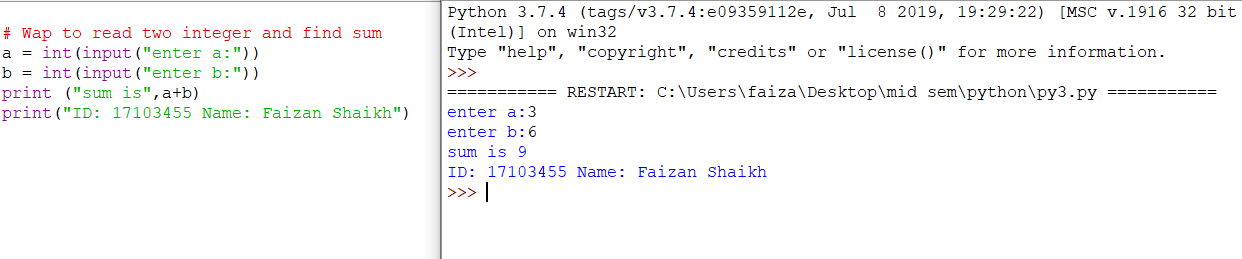 # Wap to read two integer and find sum
a = int(input("enter a:"))
b = int(input("enter b:"))
print ("sum is",a+b)
print("ID: 17103455 Name: Faizan Shaikh")
Python 3.7.4 (tags/v3.7.4:e09359112e, Jul  8 2019, 19:29:22) [MSC v.1916 32 bit
(Intel)] on win32
Type "help", "copyright", "credits" or "license()" for more information.
>>>
=========== RESTART: C:\Users\faiza\Desktop\mid sem\python\py3.py ===========
enter a:3
enter b:6
sum is 9
ID: 17103455 Name: Faizan Shaikh
>>>